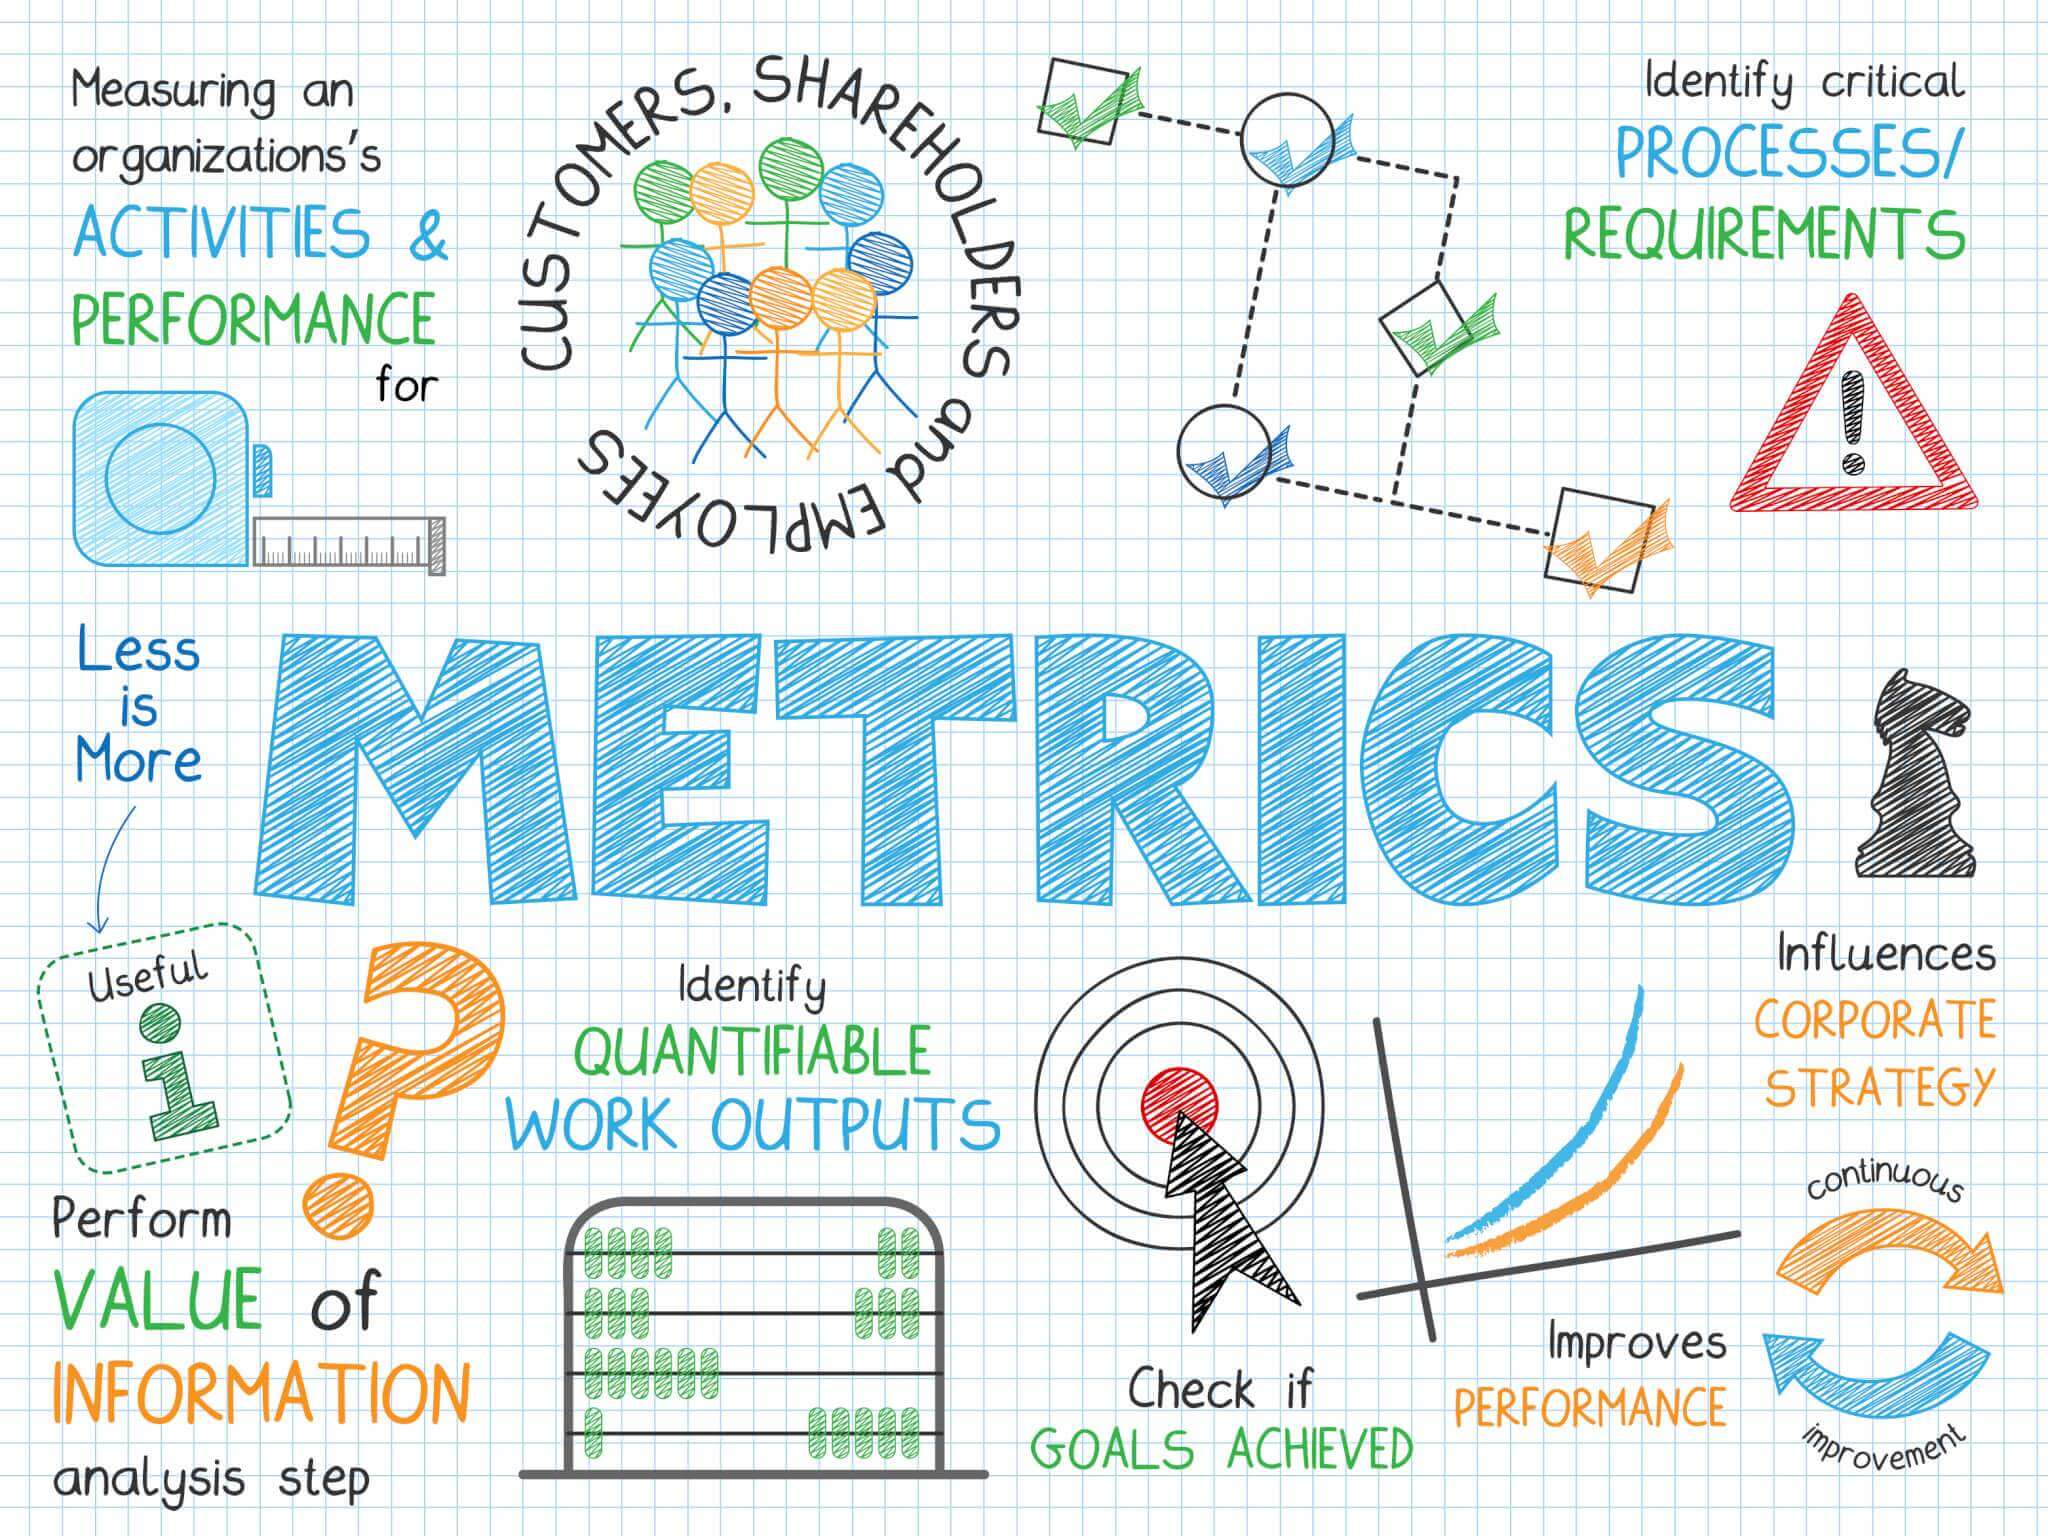 Measuring an
organizations's
ACTIVITIES &
PERFORMANCE
for
CUSTOMERS, SHAREHOLDERS and EMPLOYEES
Identify critical
PROCESSES/
REQUIREMENTS
!
Less
is
More
METRICS
Useful
i
?
Perform
VALUE of
INFORMATION
analysis step
Identify
QUANTIFIABLE
WORK OUTPUTS
Check if
GOALS ACHIEVED
Improves
PERFORMANCE
Influences
CORPORATE
STRATEGY
continuous
improvement